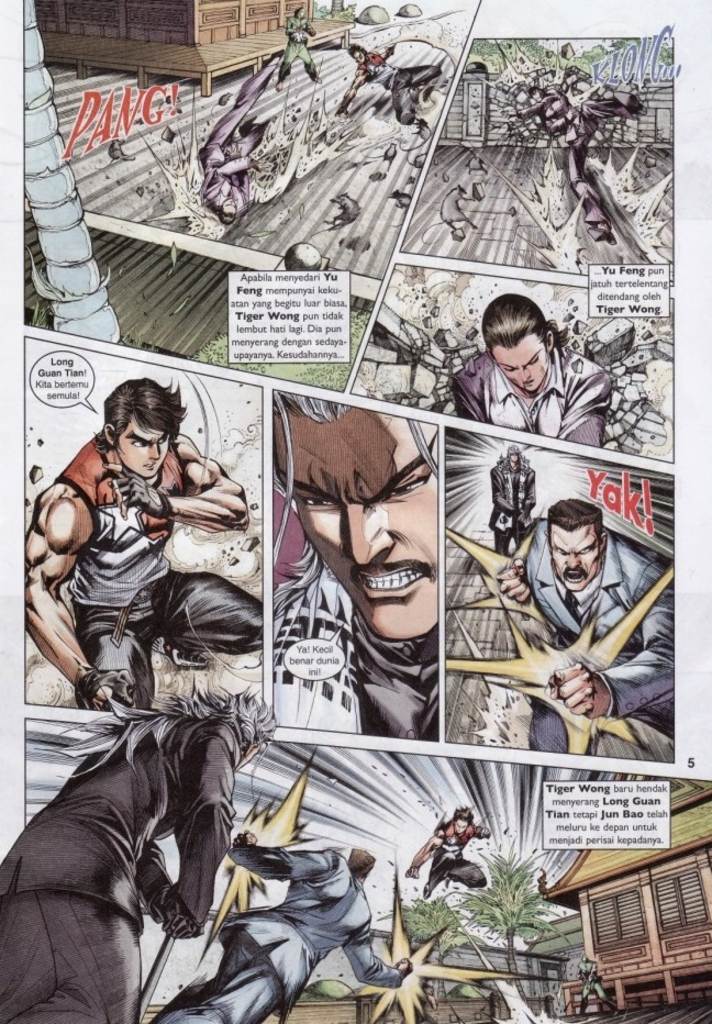 PANG!
KLONG...
Apabila menyedari Yu
Feng mempunyai keku-
atan yang begitu luar biasa,
Tiger Wong pun tidak
lembut hati lagi. Dia pun
menyerang dengan sedaya-
upayanya. Kesudahannya...
...Yu Feng pun
jatuh tertelentang
ditendang oleh
Tiger Wong.
Long
Guan Tian!
Kita bertemu
semula!
Ya! Kecil
benar dunia
ini!
Yak!
5
Tiger Wong baru hendak
menyerang Long Guan
Tian tetapi Jun Bao telah
meluru ke depan untuk
menjadi perisai kepadanya.